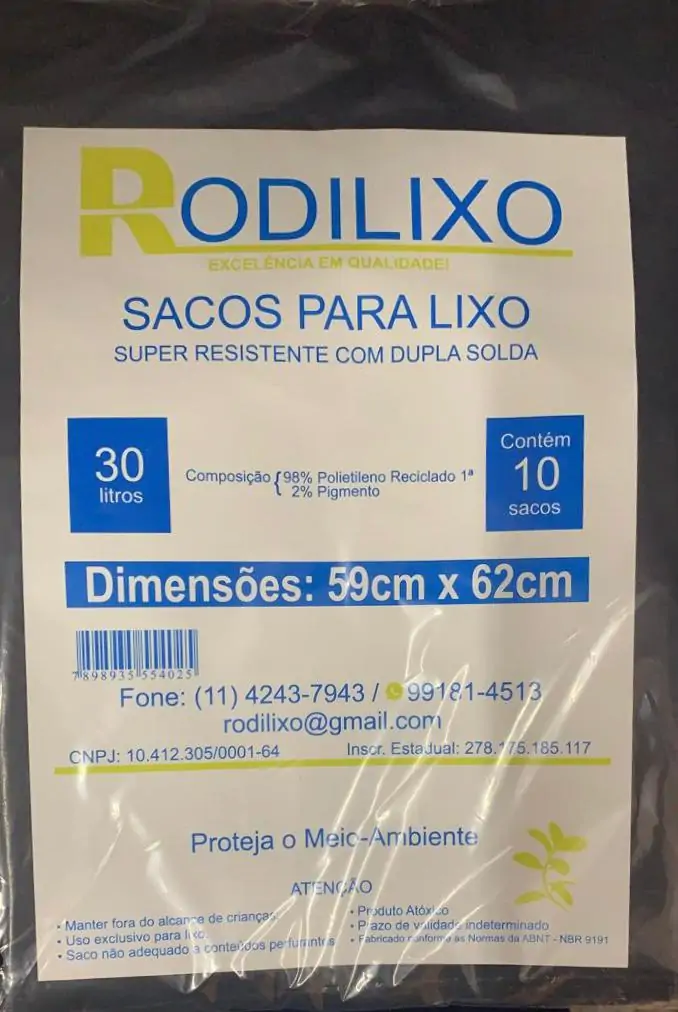 RODILIXO
EXCELÊNCIA EM QUALIDADE!
SACOS PARA LIXO
SUPER RESISTENTE COM DUPLA SOLDA
30
litros
Composição { 98% Polietileno Reciclado 1ª
2% Pigmento
Contém
10
sacos
Dimensões: 59cm x 62cm
7898935554025
Fone: (11) 4243-7943 / 99181-4513
rodilixo@gmail.com
CNPJ: 10.412.305/0001-64
Inscr. Estadual: 278.175.185.117
Proteja o Meio-Ambiente
ATENÇÃO
• Manter fora do alcance de crianças.
• Uso exclusivo para lixo.
• Saco não adequado a conteúdos perfurantes
• Produto Atóxico
• Prazo de validade indeterminado
• Fabricado conforme as Normas da ABNT - NBR 9191